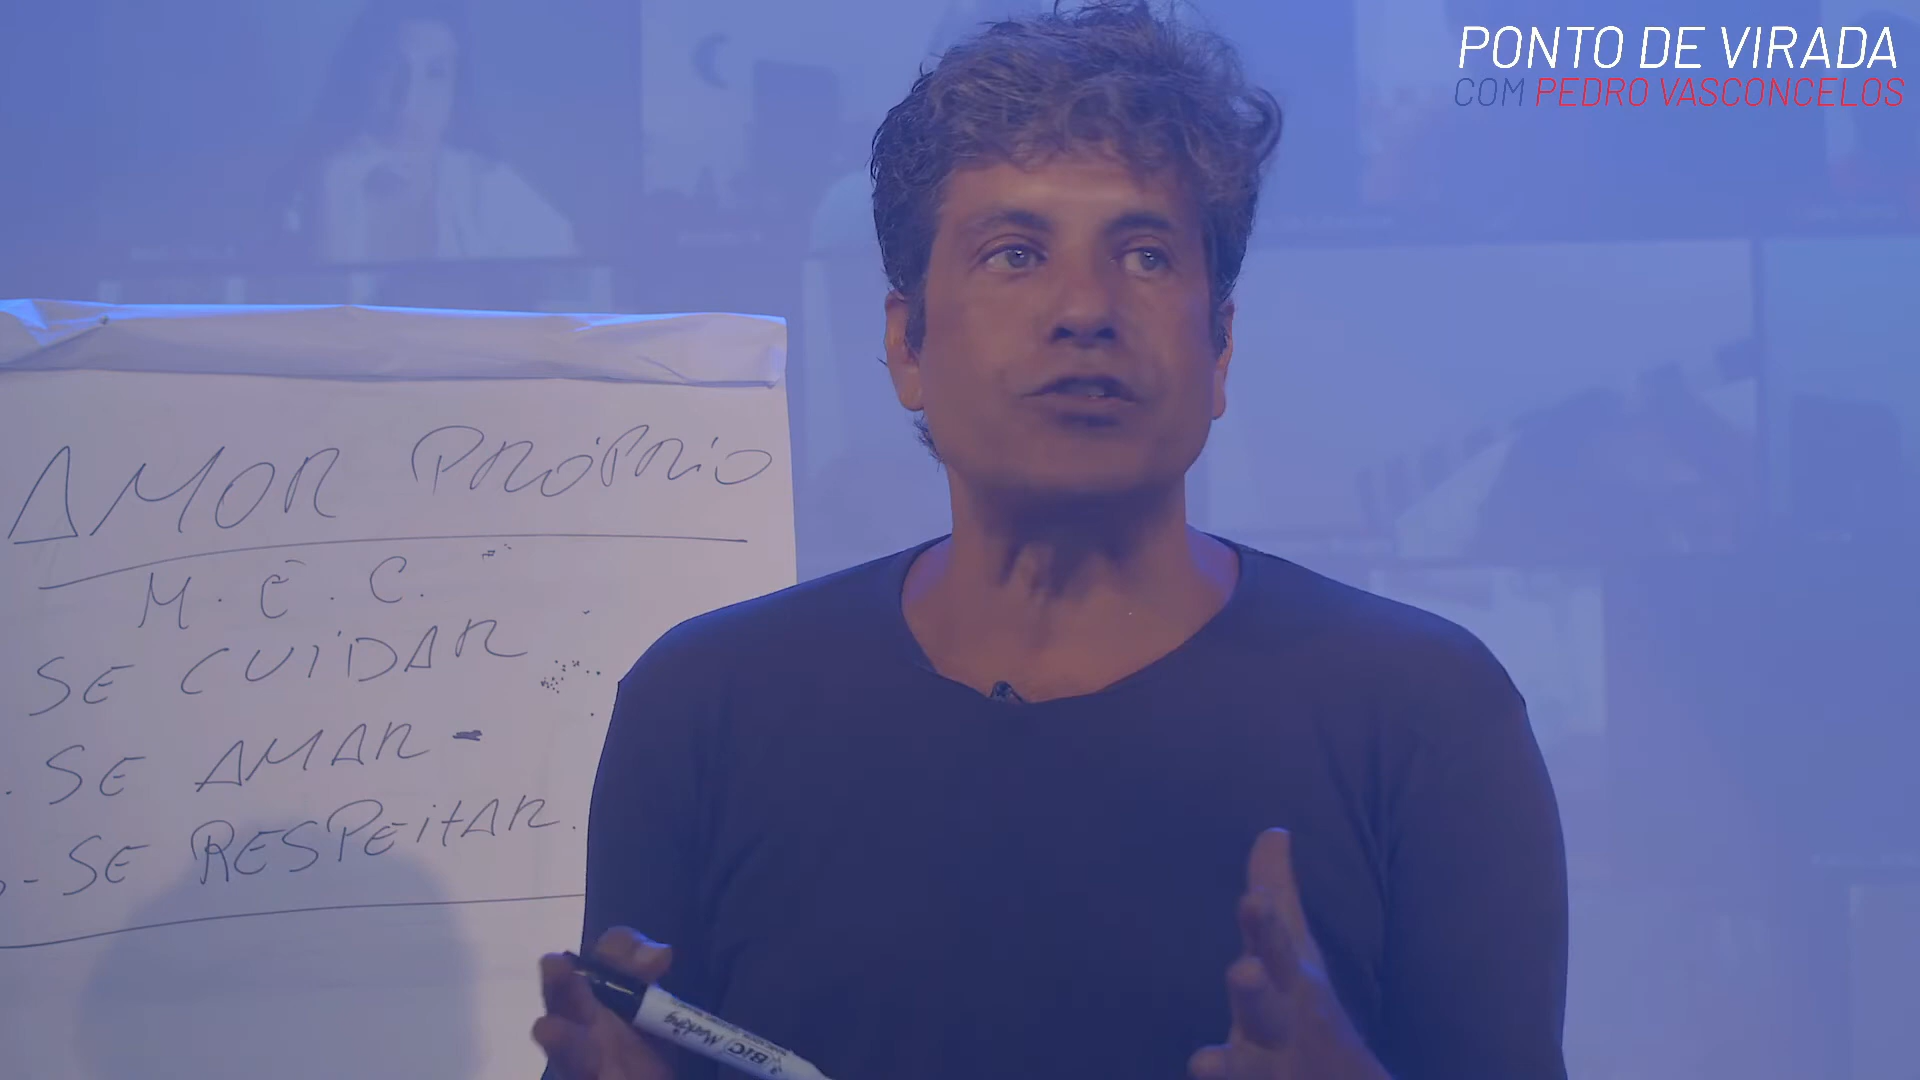 PONTO DE VIRADA
COM PEDRO VASCONCELOS
AMOR PRÓPRIO
M. E. C.
SE CUIDAR
. SE AMAR -
- SE RESPEITAR.
BIC Marking